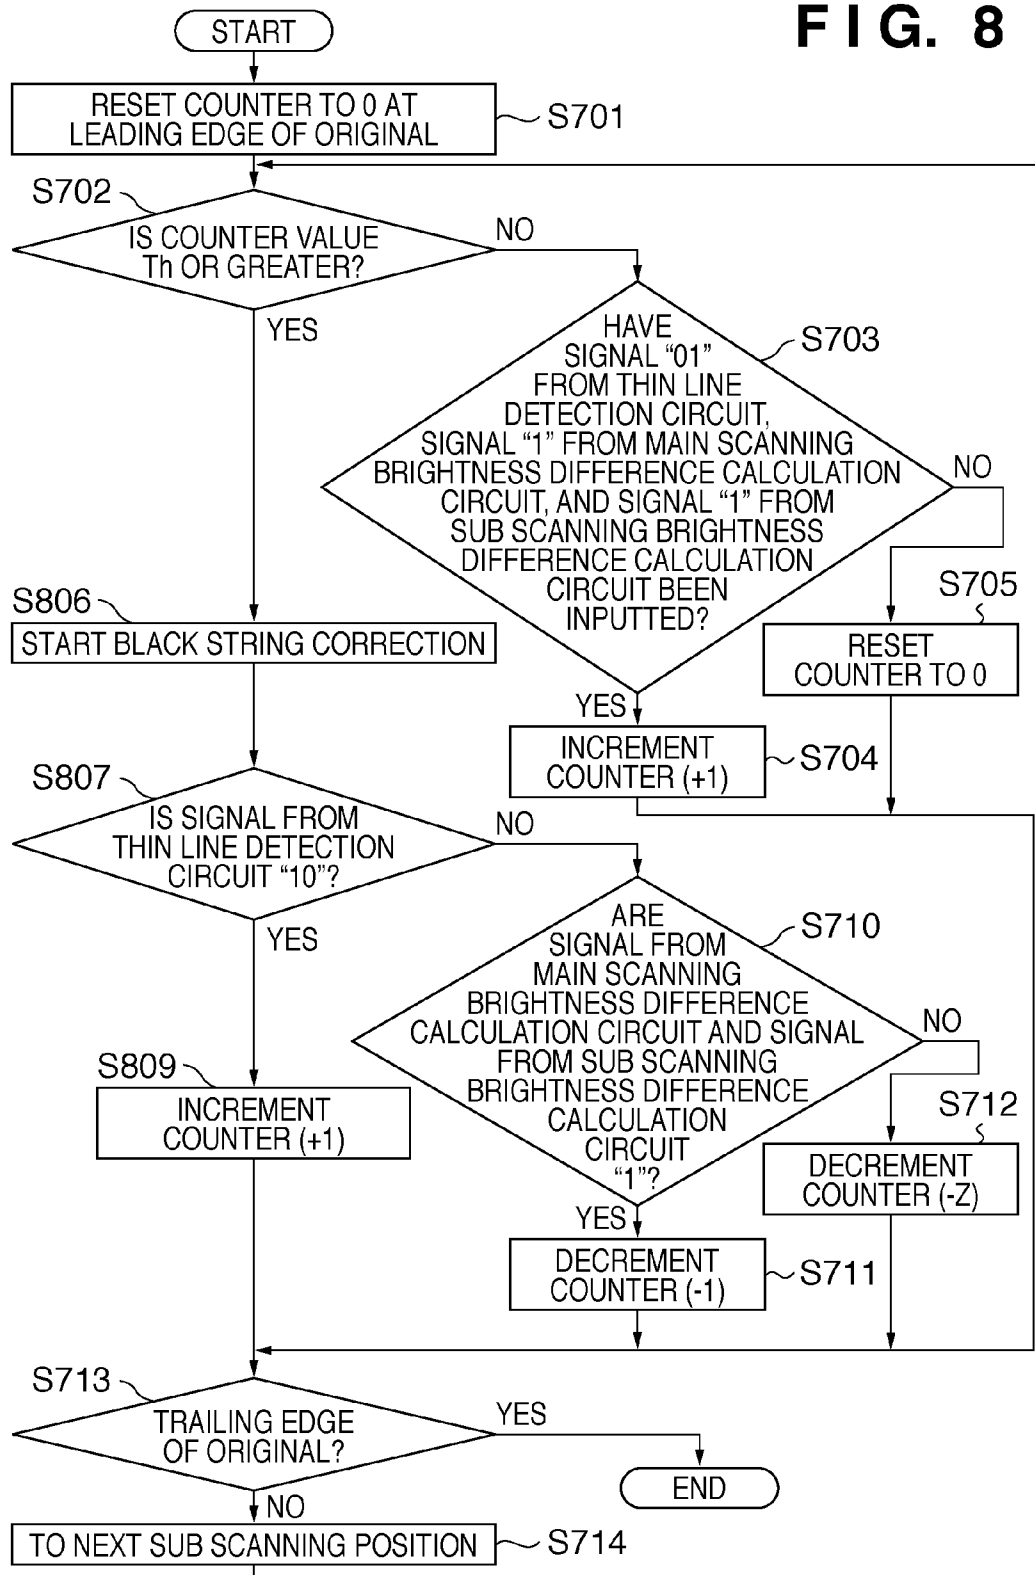 FIG. 8
START
RESET COUNTER TO 0 AT
LEADING EDGE OF ORIGINAL
S701
S702
IS COUNTER VALUE
Th OR GREATER?
NO
YES
S703
HAVE
SIGNAL “01”
FROM THIN LINE
DETECTION CIRCUIT,
SIGNAL “1” FROM MAIN SCANNING
BRIGHTNESS DIFFERENCE CALCULATION
CIRCUIT, AND SIGNAL “1” FROM
SUB SCANNING BRIGHTNESS
DIFFERENCE CALCULATION
CIRCUIT BEEN
INPUTTED?
NO
S705
RESET
COUNTER TO 0
YES
INCREMENT
COUNTER (+1)
S704
S806
START BLACK STRING CORRECTION
S807
IS SIGNAL FROM
THIN LINE DETECTION
CIRCUIT “10”?
NO
YES
S710
ARE
SIGNAL FROM
MAIN SCANNING
BRIGHTNESS DIFFERENCE
CALCULATION CIRCUIT AND SIGNAL
FROM SUB SCANNING
BRIGHTNESS DIFFERENCE
CALCULATION
CIRCUIT
“1”?
NO
S712
DECREMENT
COUNTER (-Z)
S809
INCREMENT
COUNTER (+1)
YES
DECREMENT
COUNTER (-1)
S711
S713
TRAILING EDGE
OF ORIGINAL?
YES
END
NO
TO NEXT SUB SCANNING POSITION
S714